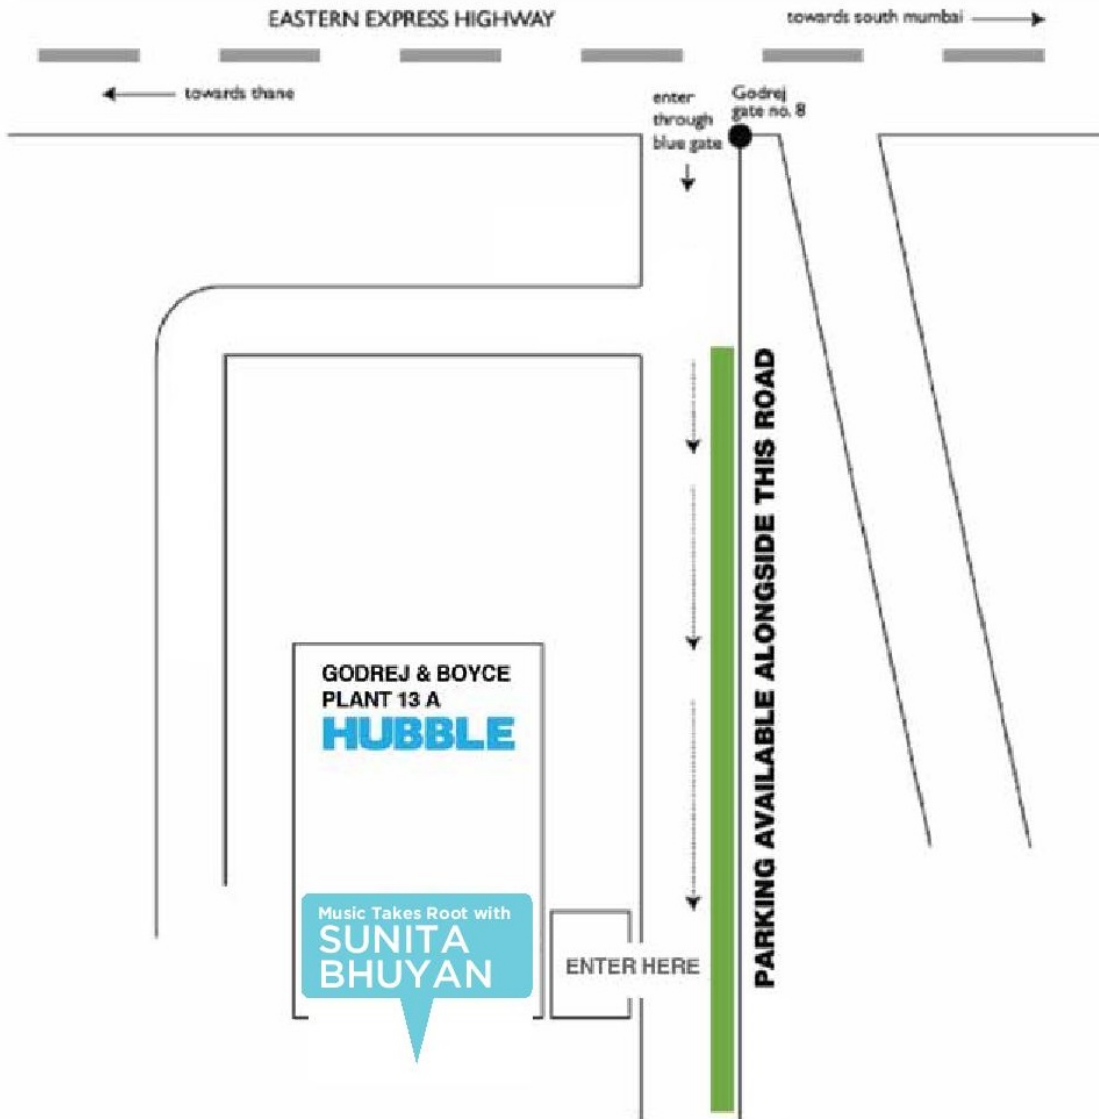 EASTERN EXPRESS HIGHWAY
towards south mumbai
towards thane
enter
through
blue gate
Godrej
gate no. 8
PARKING AVAILABLE ALONGSIDE THIS ROAD
GODREJ & BOYCE
PLANT 13 A
HUBBLE
Music Takes Root with
SUNITA
BHUYAN
ENTER HERE